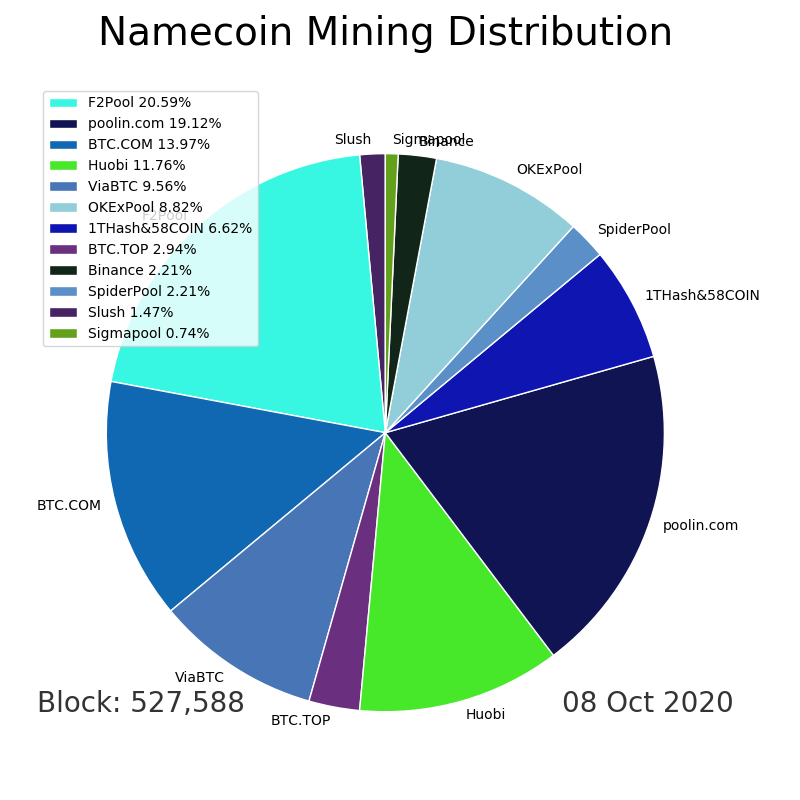 Namecoin Mining Distribution
F2Pool 20.59%
poolin.com 19.12%
BTC.COM 13.97%
Huobi 11.76%
ViaBTC 9.56%
OKExPool 8.82%
1THash&58COIN 6.62%
BTC.TOP 2.94%
Binance 2.21%
SpiderPool 2.21%
Slush 1.47%
Sigmapool 0.74%
Slush
Sigmapool
Binance
OKExPool
SpiderPool
1THash&58COIN
poolin.com
Huobi
BTC.TOP
ViaBTC
BTC.COM
F2Pool
Block: 527,588
08 Oct 2020